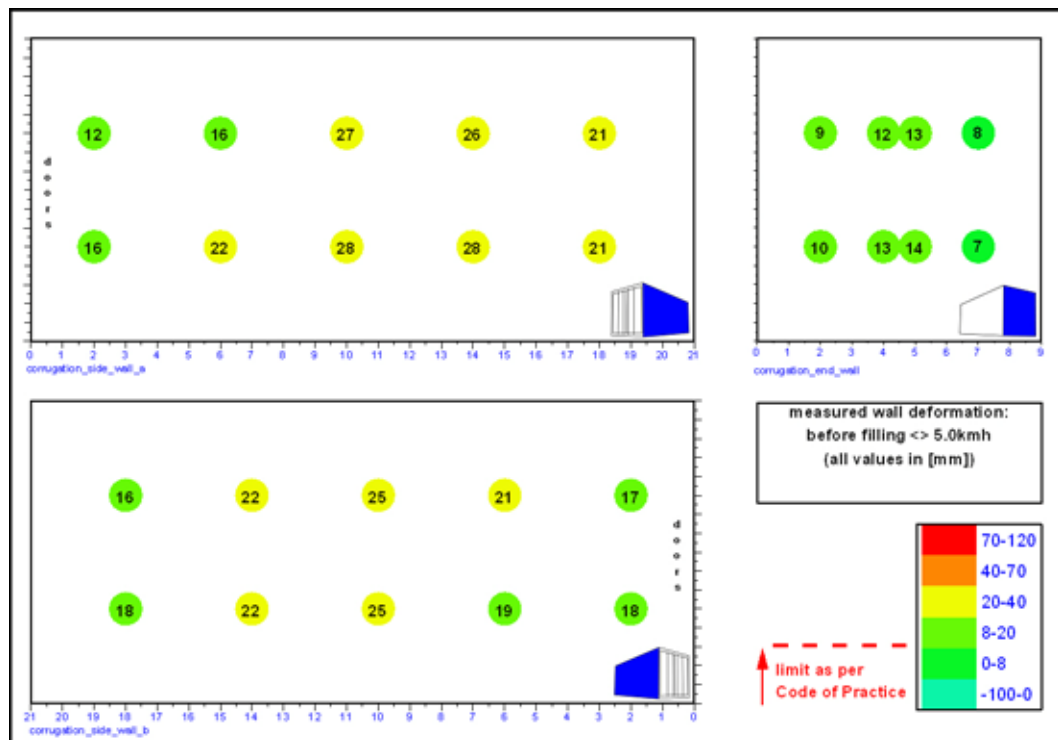 12 16 27 26 21
doors
16 22 28 28 21
0 1 2 3 4 5 6 7 8 9 10 11 12 13 14 15 16 17 18 19 20 21
corrugation_side_wall_a
9 12 13 8
10 13 14 7
0 1 2 3 4 5 6 7 8 9
corrugation_end_wall
16 22 25 21 17
doors
18 22 25 19 18
21 20 19 18 17 16 15 14 13 12 11 10 9 8 7 6 5 4 3 2 1 0
corrugation_side_wall_b
measured wall deformation:
before filling <> 5.0kmh
(all values in [mm])
70-120
40-70
20-40
8-20
0-8
-100-0
limit as per
Code of Practice